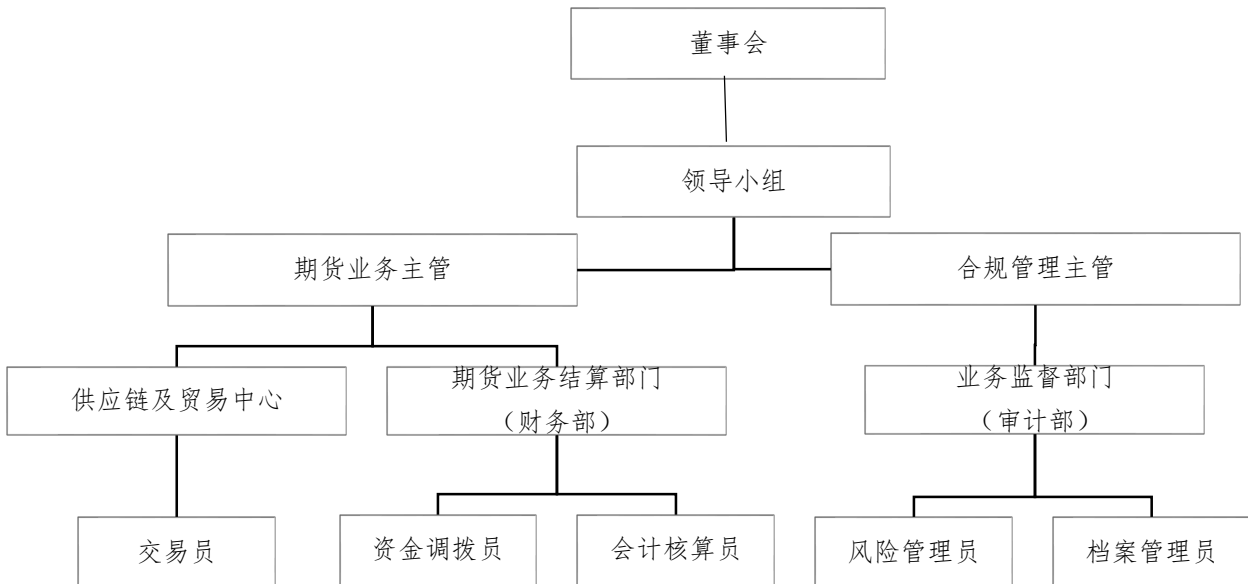 董事会
领导小组
期货业务主管
合规管理主管
供应链及贸易中心
期货业务结算部门
（财务部）
业务监督部门
（审计部）
交易员
资金调拨员
会计核算员
风险管理员
档案管理员